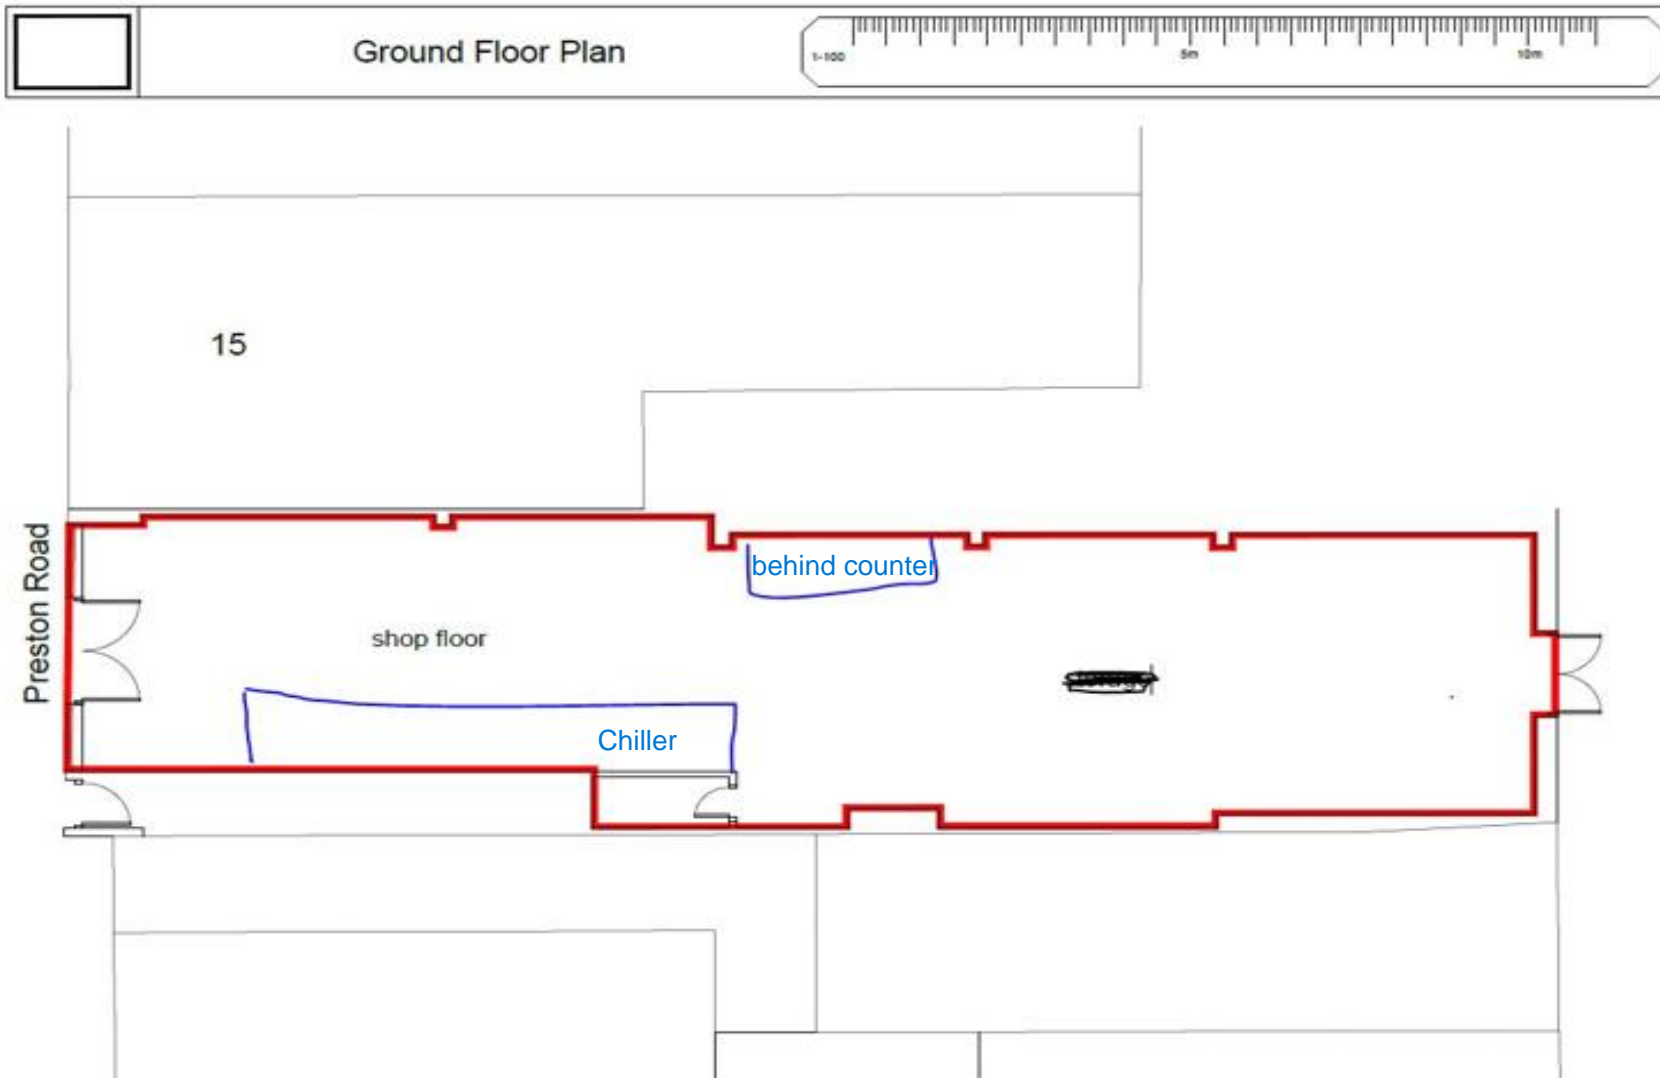 Ground Floor Plan
1-100
5m
10m
15
Preston Road
behind counter
shop floor
Chiller